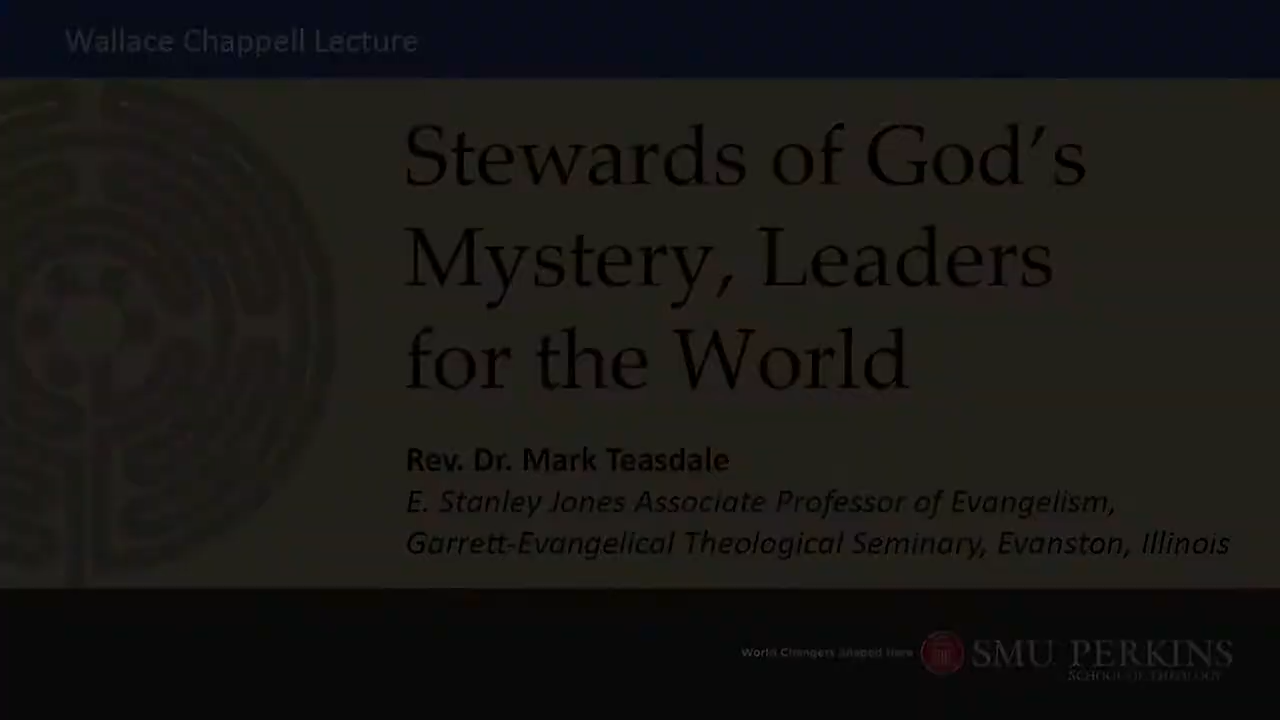 Wallace Chappell Lecture
Stewards of God’s
Mystery, Leaders
for the World
Rev. Dr. Mark Teasdale
E. Stanley Jones Associate Professor of Evangelism,
Garrett-Evangelical Theological Seminary, Evanston, Illinois
World Changers Shaped Here
SMU PERKINS
SCHOOL OF THEOLOGY